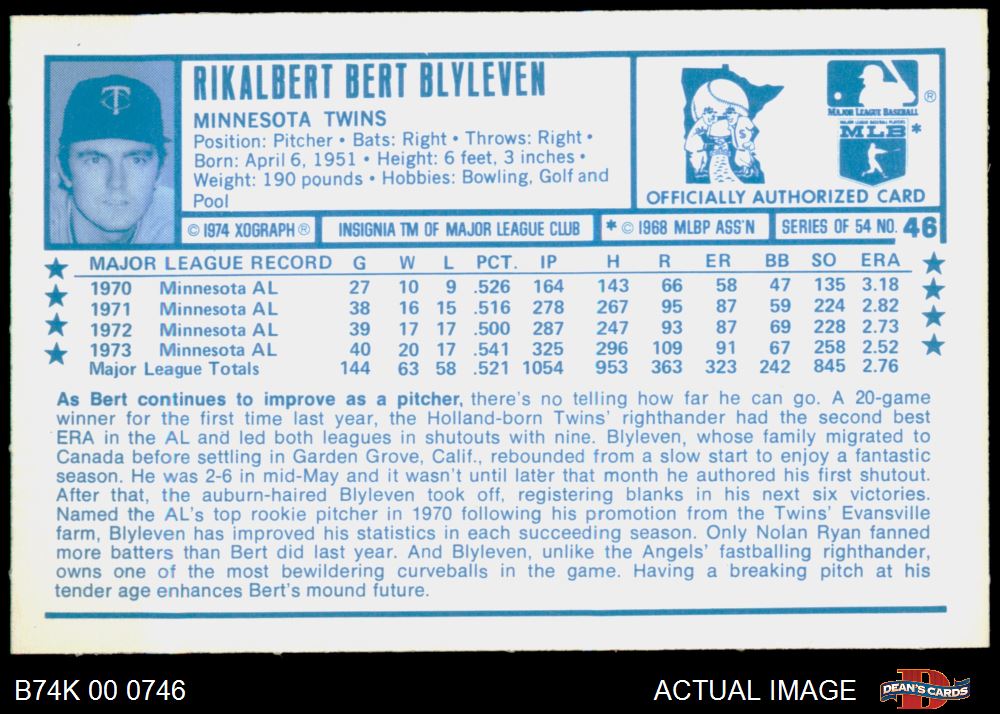 RIKALBERT BERT BLYLEVEN
MINNESOTA TWINS
Position: Pitcher • Bats: Right • Throws: Right •
Born: April 6, 1951 • Height: 6 feet, 3 inches •
Weight: 190 pounds • Hobbies: Bowling, Golf and
Pool
MAJOR LEAGUE BASEBALL ®
MAJOR LEAGUE BASEBALL PLAYERS
MLB *
OFFICIALLY AUTHORIZED CARD
© 1974 XOGRAPH ® INSIGNIA TM OF MAJOR LEAGUE CLUB * © 1968 MLBP ASS'N SERIES OF 54 NO. 46
MAJOR LEAGUE RECORD G W L PCT. IP H R ER BB SO ERA
1970 Minnesota AL 27 10 9 .526 164 143 66 58 47 135 3.18
1971 Minnesota AL 38 16 15 .516 278 267 95 87 59 224 2.82
1972 Minnesota AL 39 17 17 .500 287 247 93 87 69 228 2.73
1973 Minnesota AL 40 20 17 .541 325 296 109 91 67 258 2.52
Major League Totals 144 63 58 .521 1054 953 363 323 242 845 2.76
As Bert continues to improve as a pitcher, there's no telling how far he can go. A 20-game
winner for the first time last year, the Holland-born Twins' righthander had the second best
ERA in the AL and led both leagues in shutouts with nine. Blyleven, whose family migrated to
Canada before settling in Garden Grove, Calif., rebounded from a slow start to enjoy a fantastic
season. He was 2-6 in mid-May and it wasn't until later that month he authored his first shutout.
After that, the auburn-haired Blyleven took off, registering blanks in his next six victories.
Named the AL's top rookie pitcher in 1970 following his promotion from the Twins' Evansville
farm, Blyleven has improved his statistics in each succeeding season. Only Nolan Ryan fanned
more batters than Bert did last year. And Blyleven, unlike the Angels' fastballing righthander,
owns one of the most bewildering curveballs in the game. Having a breaking pitch at his
tender age enhances Bert's mound future.
B74K 00 0746 ACTUAL IMAGE DEAN'S CARDS